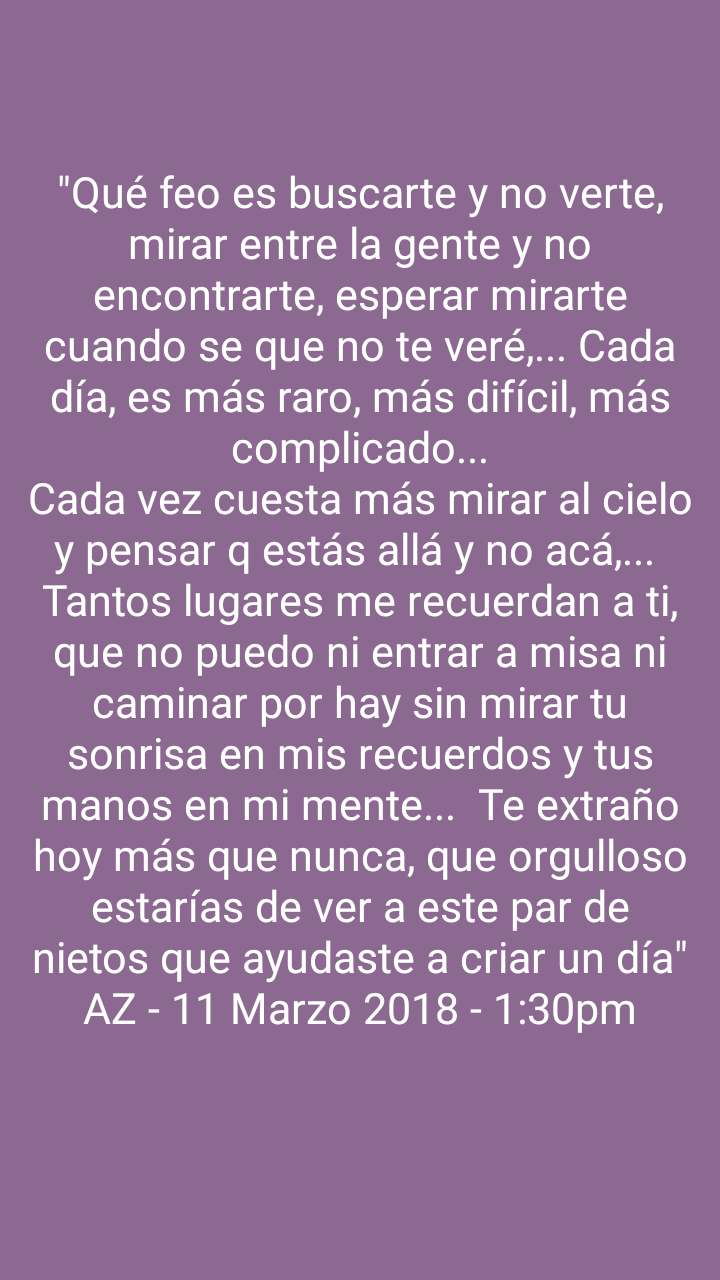 "Qué feo es buscarte y no verte,
mirar entre la gente y no
encontrarte, esperar mirarte
cuando se que no te veré,... Cada
día, es más raro, más difícil, más
complicado...
Cada vez cuesta más mirar al cielo
y pensar q estás allá y no acá,...
Tantos lugares me recuerdan a ti,
que no puedo ni entrar a misa ni
caminar por hay sin mirar tu
sonrisa en mis recuerdos y tus
manos en mi mente...  Te extraño
hoy más que nunca, que orgulloso
estarías de ver a este par de
nietos que ayudaste a criar un día"
AZ - 11 Marzo 2018 - 1:30pm